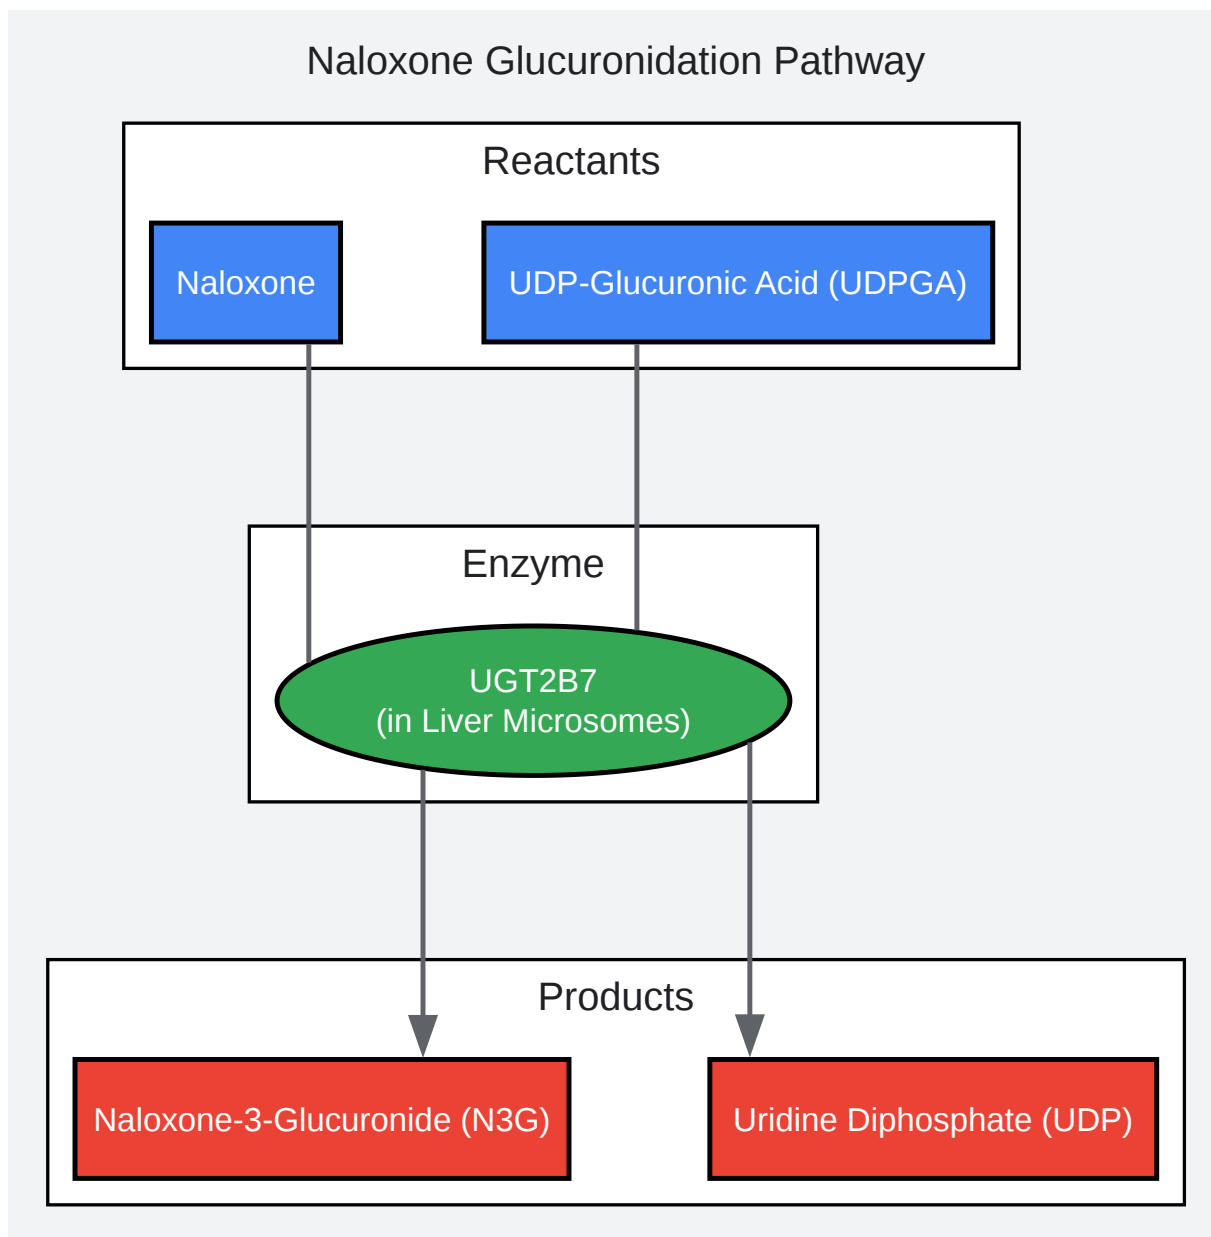 Naloxone Glucuronidation Pathway
Reactants
Naloxone
UDP-Glucuronic Acid (UDPGA)
Enzyme
UGT2B7
(in Liver Microsomes)
Products
Naloxone-3-Glucuronide (N3G)
Uridine Diphosphate (UDP)